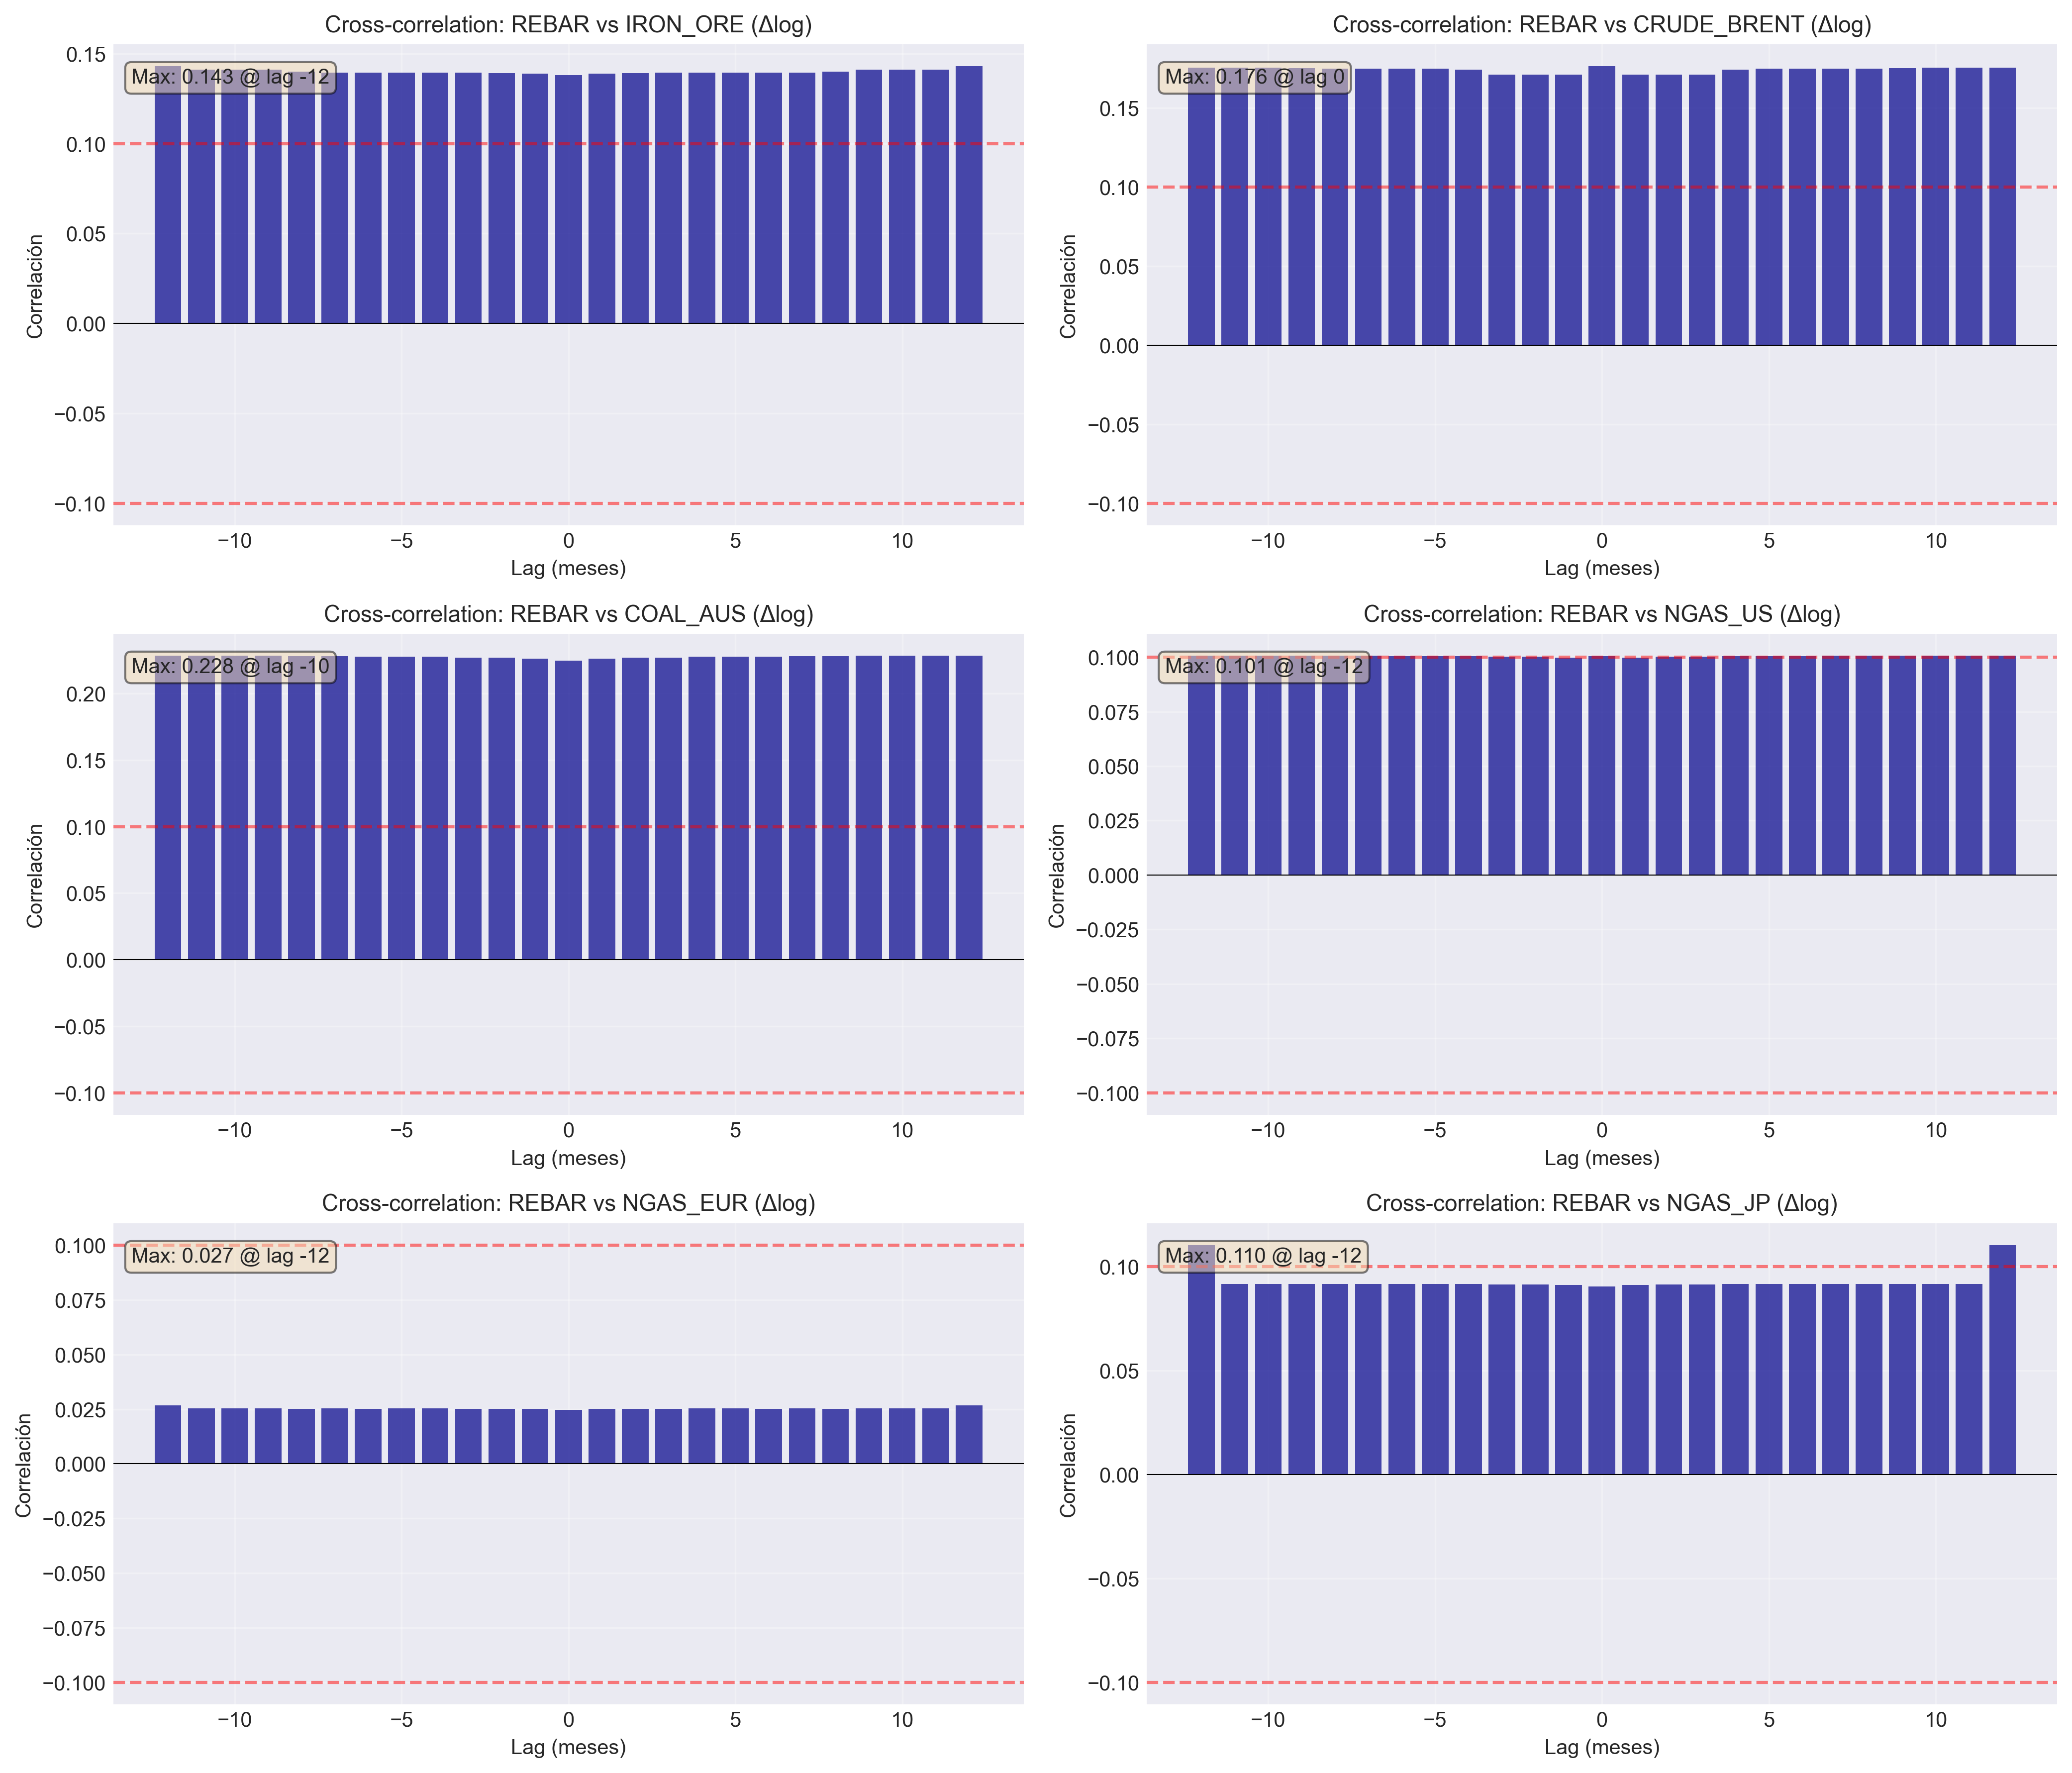 Cross-correlation: REBAR vs IRON_ORE (Δlog)
Max: 0.143 @ lag -12
0.15
0.10
0.05
0.00
−0.05
−0.10
Correlación
−10 −5 0 5 10
Lag (meses)
Cross-correlation: REBAR vs CRUDE_BRENT (Δlog)
Max: 0.176 @ lag 0
0.15
0.10
0.05
0.00
−0.05
−0.10
Correlación
−10 −5 0 5 10
Lag (meses)
Cross-correlation: REBAR vs COAL_AUS (Δlog)
Max: 0.228 @ lag -10
0.20
0.15
0.10
0.05
0.00
−0.05
−0.10
Correlación
−10 −5 0 5 10
Lag (meses)
Cross-correlation: REBAR vs NGAS_US (Δlog)
Max: 0.101 @ lag -12
0.100
0.075
0.050
0.025
0.000
−0.025
−0.050
−0.075
−0.100
Correlación
−10 −5 0 5 10
Lag (meses)
Cross-correlation: REBAR vs NGAS_EUR (Δlog)
Max: 0.027 @ lag -12
0.100
0.075
0.050
0.025
0.000
−0.025
−0.050
−0.075
−0.100
Correlación
−10 −5 0 5 10
Lag (meses)
Cross-correlation: REBAR vs NGAS_JP (Δlog)
Max: 0.110 @ lag -12
0.10
0.05
0.00
−0.05
−0.10
Correlación
−10 −5 0 5 10
Lag (meses)